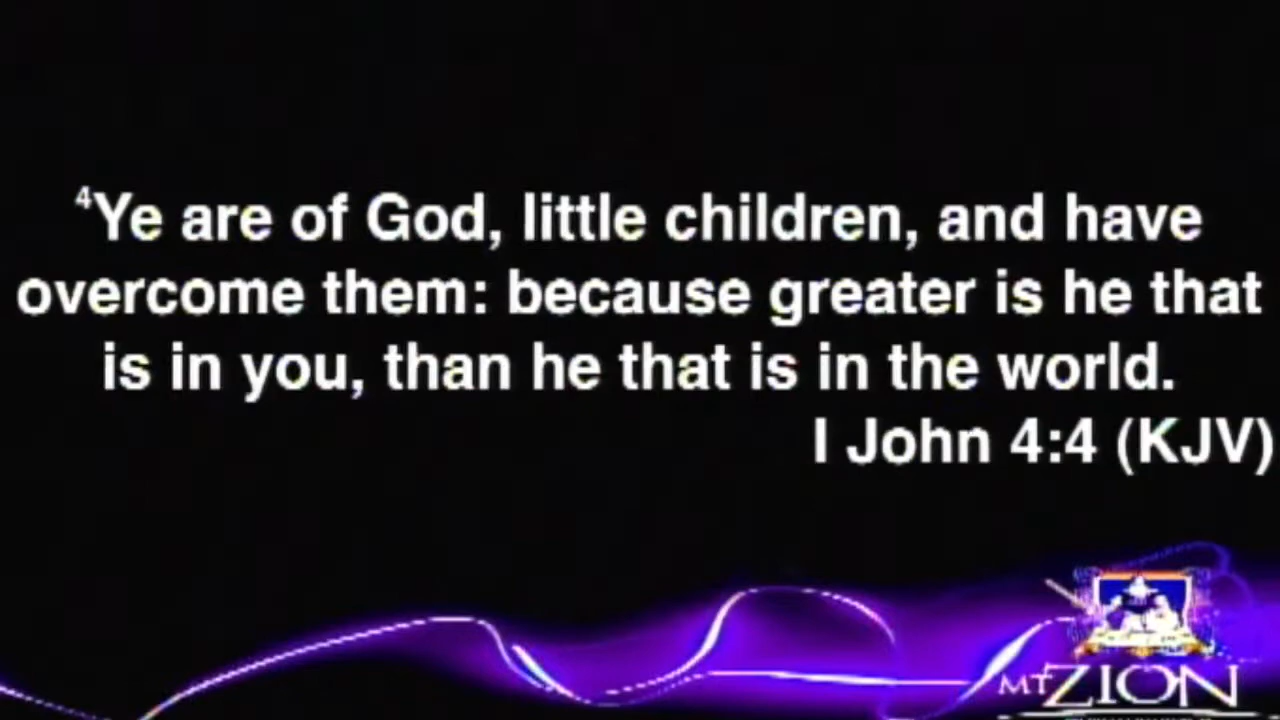 ⁴Ye are of God, little children, and have
overcome them: because greater is he that
is in you, than he that is in the world.
I John 4:4 (KJV)
MT ZION